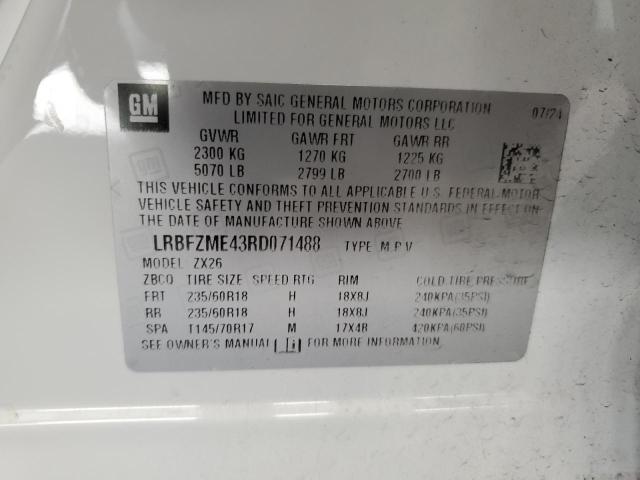 GM
MFD BY SAIC GENERAL MOTORS CORPORATION 07/24
LIMITED FOR GENERAL MOTORS LLC
GVWR GAWR FRT GAWR RR
2300 KG 1270 KG 1225 KG
5070 LB 2799 LB 2700 LB
THIS VEHICLE CONFORMS TO ALL APPLICABLE U.S. FEDERAL MOTOR
VEHICLE SAFETY AND THEFT PREVENTION STANDARDS IN EFFECT ON
THE DATE OF MANUFACTURE SHOWN ABOVE
LRBFZME43RD071488 TYPE M P V
MODEL ZX26
ZBCO TIRE SIZE SPEED RTG RIM COLD TIRE PRESSURE
FRT 235/60R18 H 18X8J 240KPA(35PSI)
RR 235/60R18 H 18X8J 240KPA(35PSI)
SPA T145/70R17 M 17X4R 420KPA(60PSI)
SEE OWNER'S MANUAL FOR MORE INFORMATION